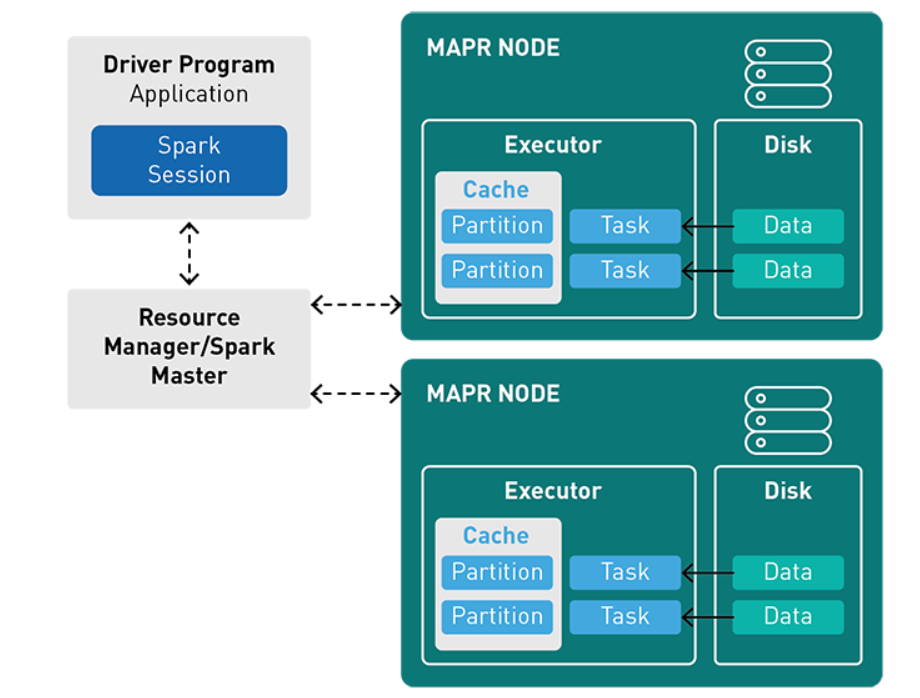 Driver Program
Application
Spark
Session
Resource
Manager/Spark
Master
MAPR NODE
Executor
Disk
Cache
Partition
Task
Data
Partition
Task
Data
MAPR NODE
Executor
Disk
Cache
Partition
Task
Data
Partition
Task
Data